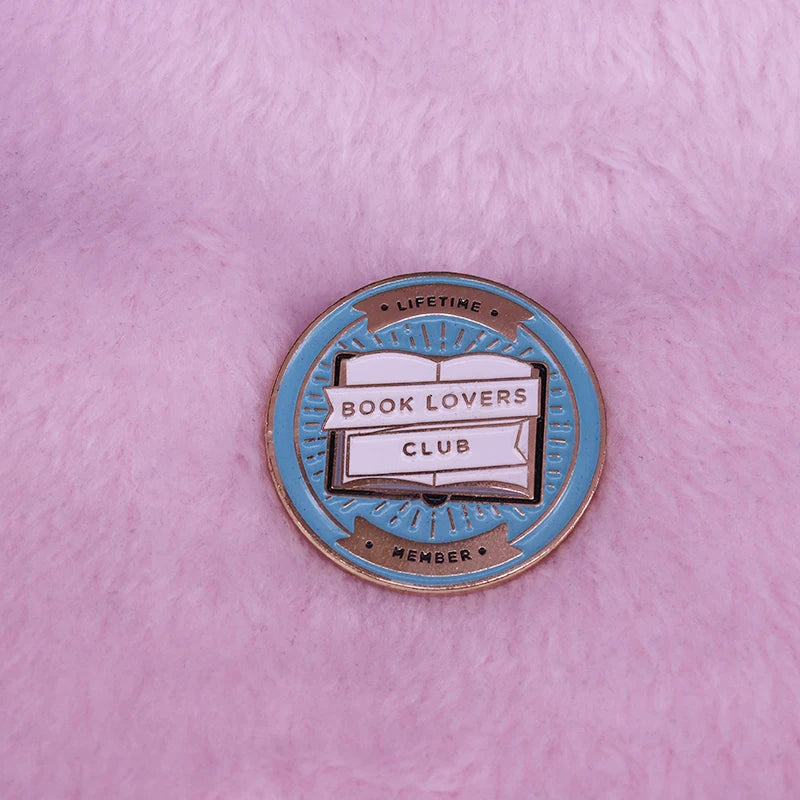 • LIFETIME •
BOOK LOVERS
CLUB
• MEMBER •